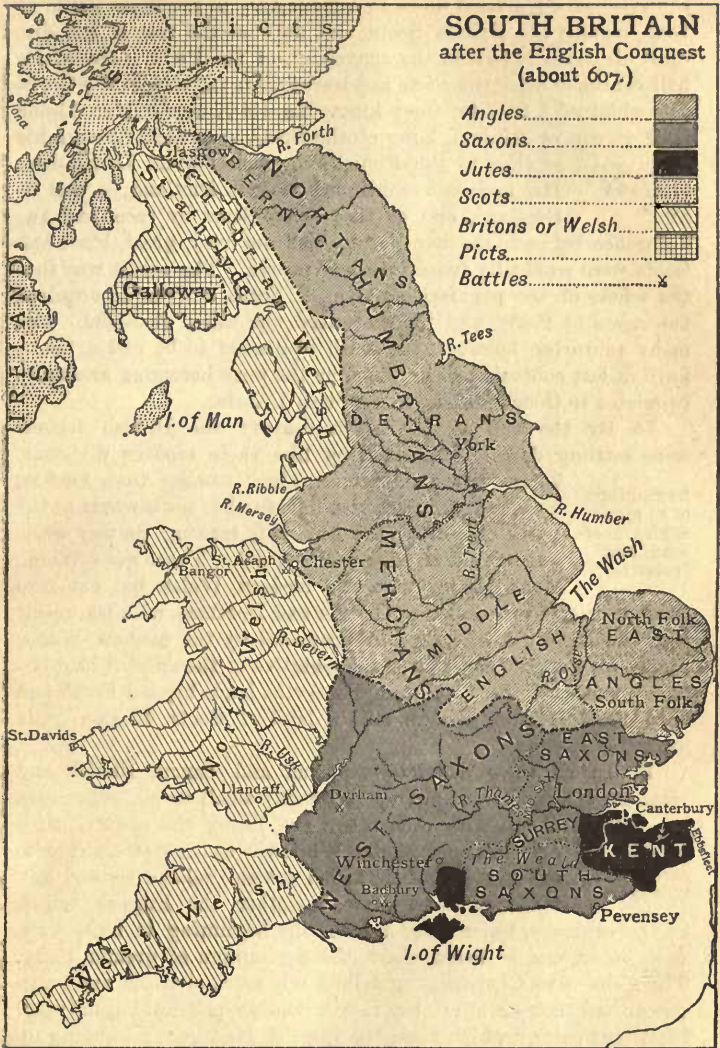 SOUTH BRITAIN
after the English Conquest
(about 607.)
Angles
Saxons
Jutes
Scots
Britons or Welsh
Picts
Battles
Picts
S
Iona
Glasgow
R. Forth
NORTHUMBRIANS
BERNICIANS
Cumbrian
Strathclyde
Welsh
Galloway
O
IRELAND
S
R. Tees
I. of Man
DEIRANS
York
R. Ribble
R. Mersey
R. Humber
Bangor
St. Asaph
Chester
R. Trent
The Wash
MERCIANS
MIDDLE
ENGLISH
North Folk
EAST
ANGLES
South Folk
R. Ouse
North Welsh
R. Severn
St. Davids
R. Usk
Llandaff
WEST SAXONS
EAST
SAXONS
MID SAX
Dyrham
R. Thames
London
Canterbury
Ebbsfleet
SURREY
KENT
Winchester
The Weald
Badbury
SOUTH
SAXONS
Pevensey
I. of Wight
West Welsh